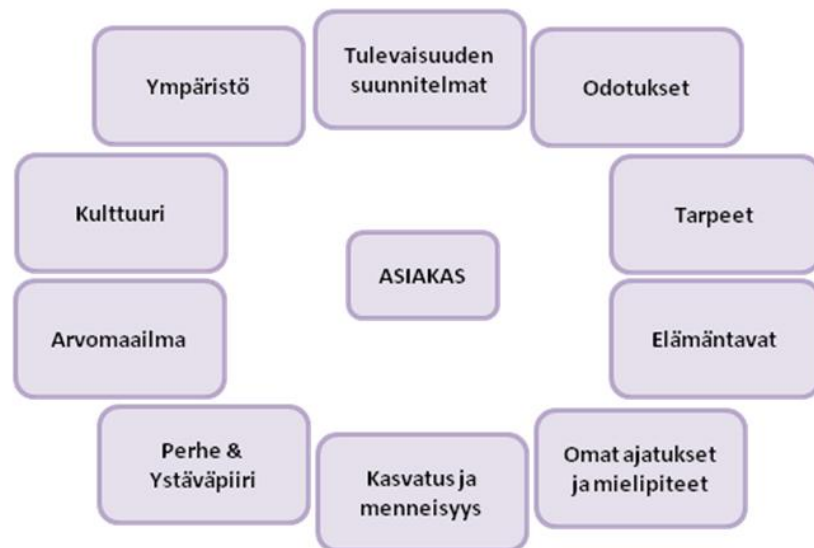 Ympäristö
Tulevaisuuden
suunnitelmat
Odotukset
Kulttuuri
Tarpeet
ASIAKAS
Arvomaailma
Elämäntavat
Perhe &
Ystäväpiiri
Kasvatus ja
menneisyys
Omat ajatukset
ja mielipiteet